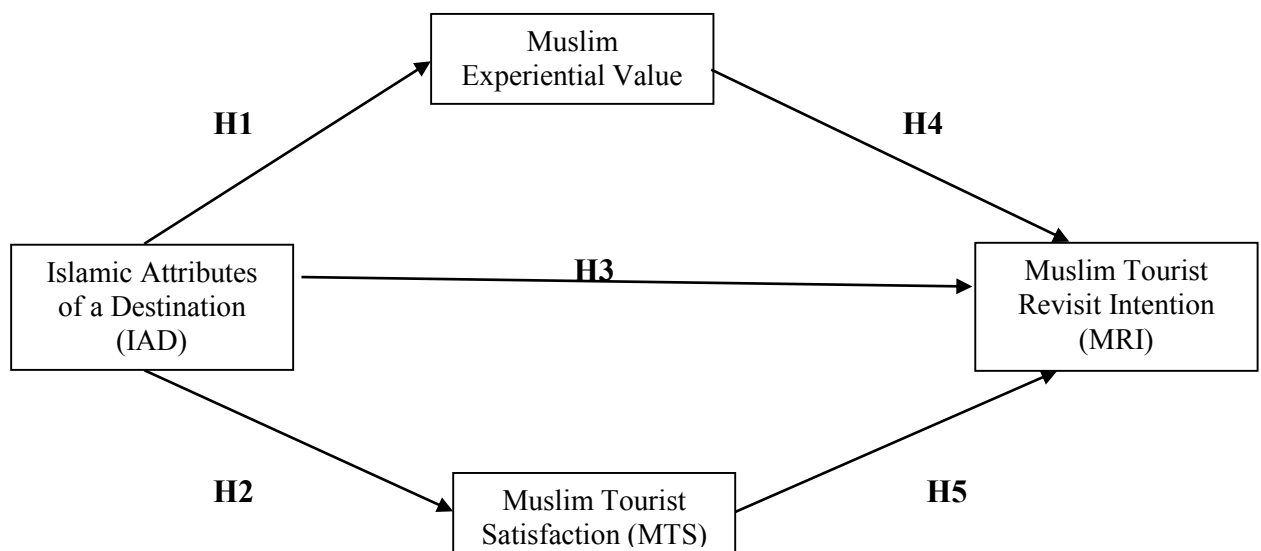 Muslim
Experiential Value
H1
H4
Islamic Attributes
of a Destination
(IAD)
H3
Muslim Tourist
Revisit Intention
(MRI)
H2
Muslim Tourist
Satisfaction (MTS)
H5